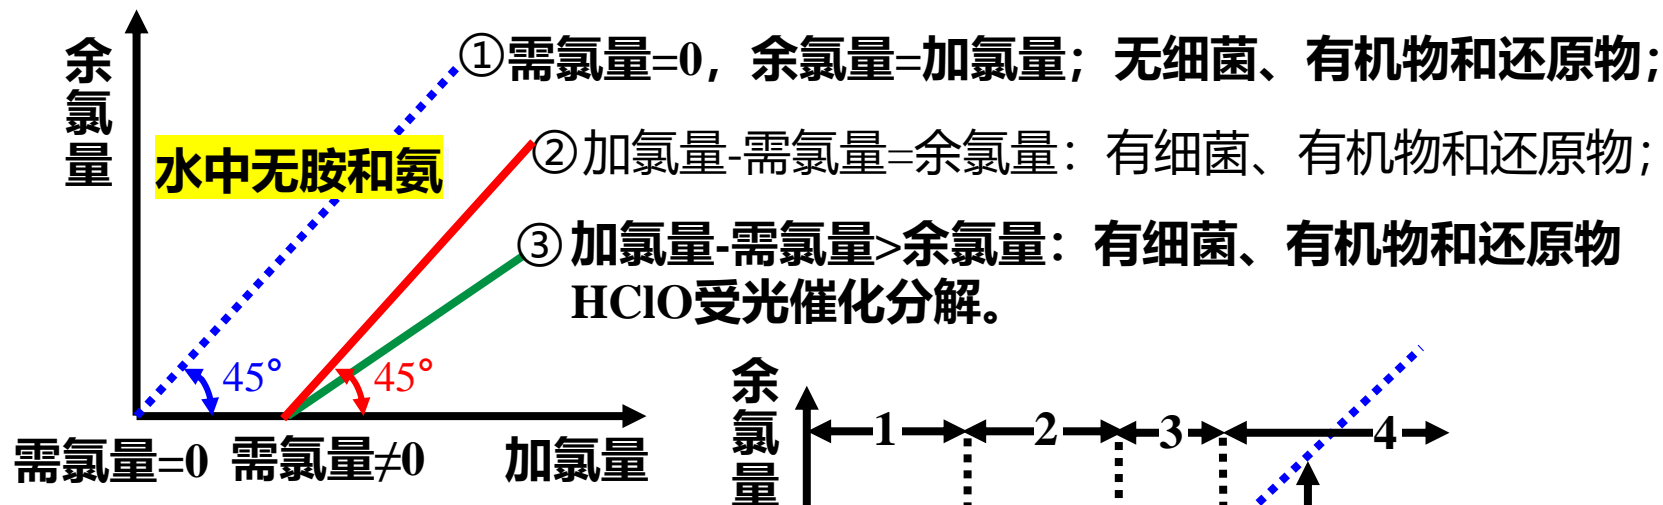 余氯量
①需氯量=0，余氯量=加氯量；无细菌、有机物和还原物；
水中无胺和氨
②加氯量-需氯量=余氯量：有细菌、有机物和还原物；
③加氯量-需氯量>余氯量：有细菌、有机物和还原物
HClO受光催化分解。
45°
45°
需氯量=0
需氯量≠0
加氯量
余氯量
1
2
3
4